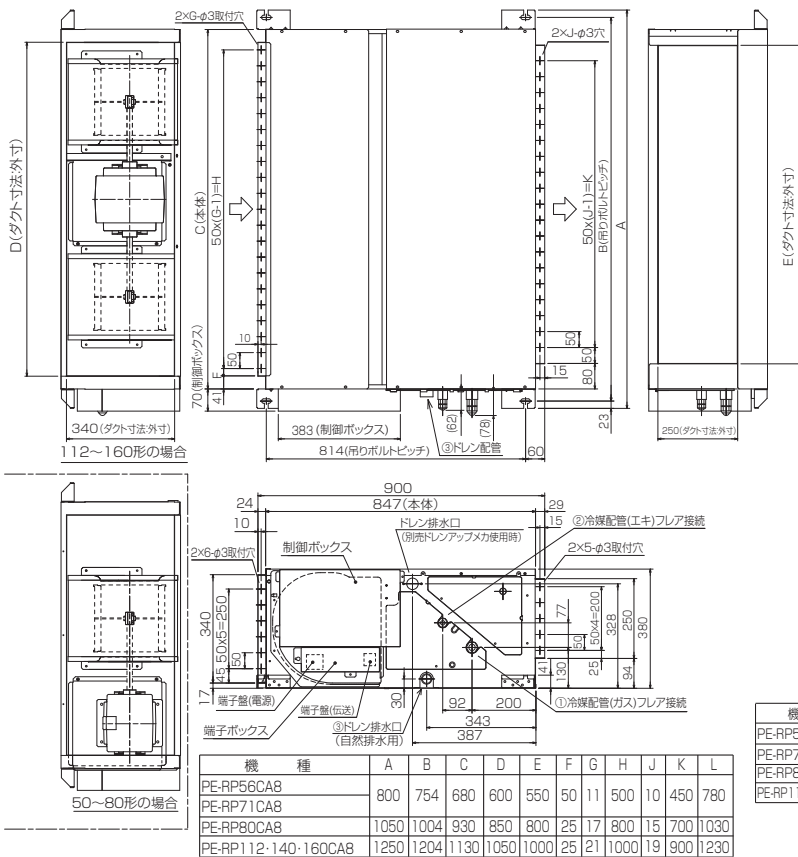 2×G-φ3取付穴
2×J-φ3穴
D(ダクト寸法:外寸)
C(本体)
50x(G-1)=H
50x(J-1)=K
B(吊りボルトピッチ)
A
E(ダクト寸法:外寸)
10
50
F
41
70(制御ボックス)
50
50
80
15
23
340(ダクト寸法:外寸)
112~160形の場合
383(制御ボックス)
(62)
(78)
③ドレン配管
814(吊りボルトピッチ)
60
250(ダクト寸法:外寸)
900
24
847(本体)
29
10
15
ドレン排水口
(別売ドレンアップメカ使用時)
②冷媒配管(エキ)フレア接続
2×6-φ3取付穴
制御ボックス
2×5-φ3取付穴
340
50x5=250
50
45
17
77
50
50x4=200
328
250
380
41
130
25
94
30
92
200
343
387
端子盤(電源)
端子盤(伝送)
端子ボックス
③ドレン排水口
(自然排水用)
①冷媒配管(ガス)フレア接続
50~80形の場合
機 種 A B C D E F G H J K L
PE-RP56CA8 800 754 680 600 550 50 11 500 10 450 780
PE-RP71CA8
PE-RP80CA8 1050 1004 930 850 800 25 17 800 15 700 1030
PE-RP112・140・160CA8 1250 1204 1130 1050 1000 25 21 1000 19 900 1230
機
PE-RP5
PE-RP7
PE-RP8
PE-RP11